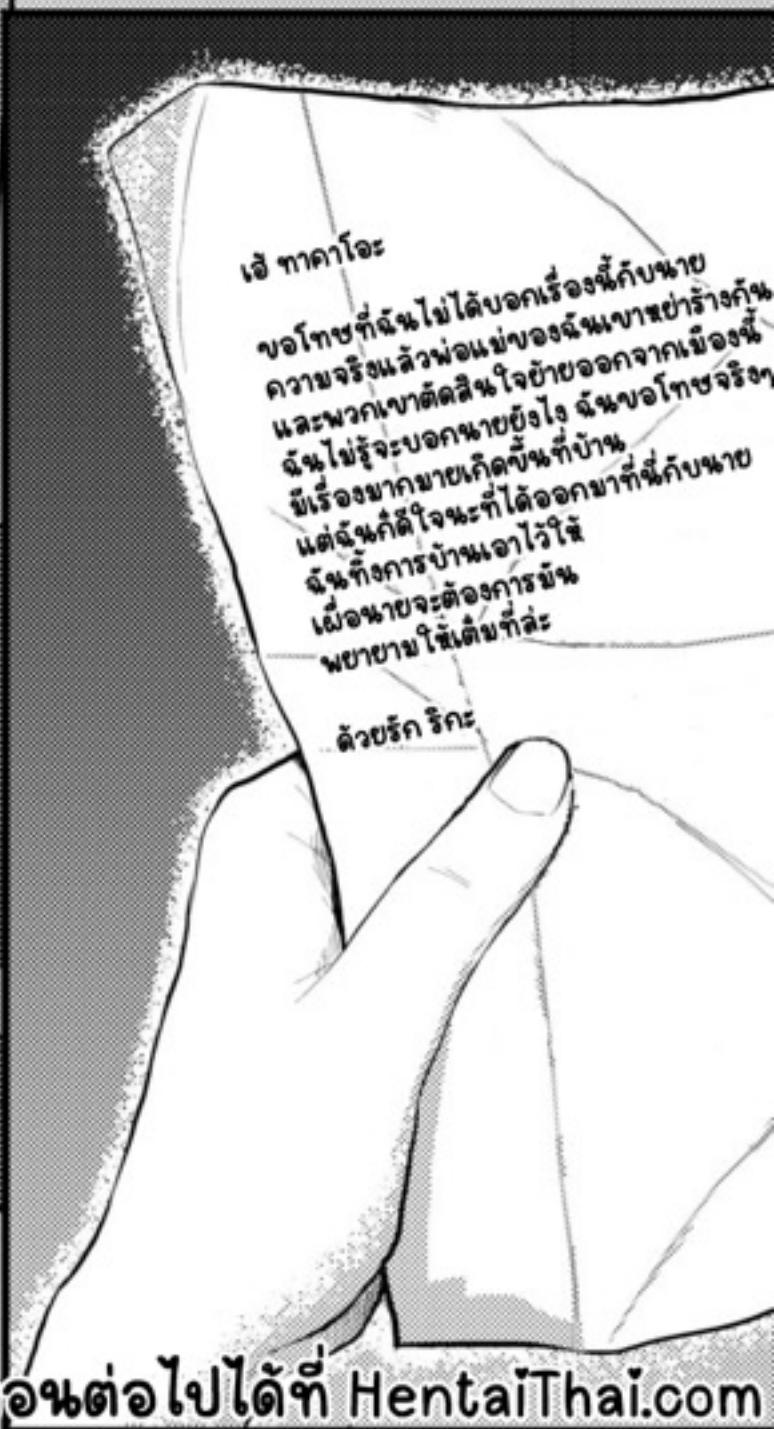 เฮ้ ทาคาโอะ
ขอโทษที่ฉันไม่ได้บอกเรื่องนี้กับนาย
ความจริงแล้วพ่อแม่ของฉันเขาหย่าร้างกัน
และพวกเขาตัดสินใจย้ายออกจากเมืองนี้
ฉันไม่รู้จะบอกนายยังไง ฉันขอโทษจริงๆ
มีเรื่องมากมายเกิดขึ้นที่บ้าน
แต่ฉันก็ดีใจนะที่ได้ออกมาที่นี่กับนาย
ฉันทิ้งการบ้านเอาไว้ให้
เผื่อนายจะต้องการมัน
พยายามให้เต็มที่ล่ะ
ด้วยรัก ริกะ
อนต่อไปได้ที่ HentaiThai.com